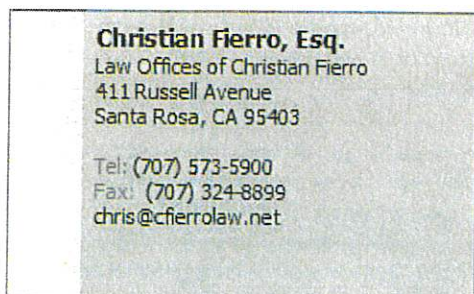 Christian Fierro, Esq.
Law Offices of Christian Fierro
411 Russell Avenue
Santa Rosa, CA 95403
Tel: (707) 573-5900
Fax: (707) 324-8899
chris@cfierrolaw.net